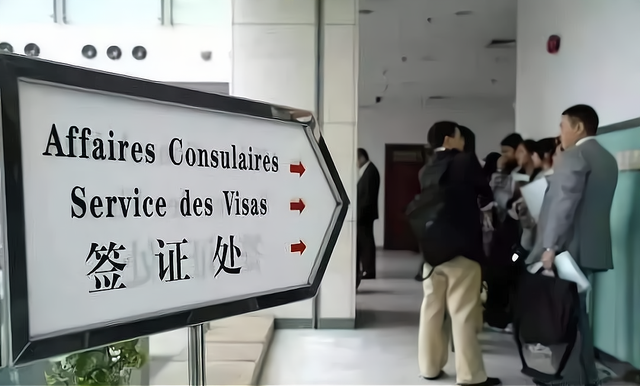 Affaires Consulaires
Service des Visas
签证处